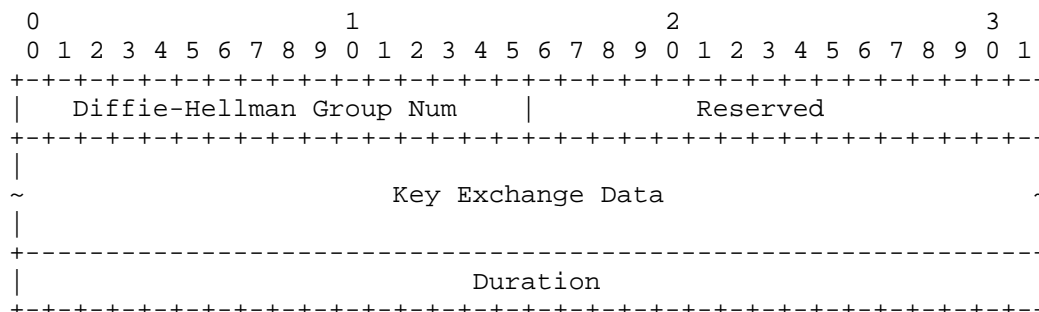 0                   1                   2                   3
 0 1 2 3 4 5 6 7 8 9 0 1 2 3 4 5 6 7 8 9 0 1 2 3 4 5 6 7 8 9 0 1
+-+-+-+-+-+-+-+-+-+-+-+-+-+-+-+-+-+-+-+-+-+-+-+-+-+-+-+-+-+-+-+--
|   Diffie-Hellman Group Num    |          Reserved
+-+-+-+-+-+-+-+-+-+-+-+-+-+-+-+-+-+-+-+-+-+-+-+-+-+-+-+-+-+-+-+--
|
~                       Key Exchange Data                       ~
|
+----------------------------------------------------------------
|                            Duration
+-+-+-+-+-+-+-+-+-+-+-+-+-+-+-+-+-+-+-+-+-+-+-+-+-+-+-+-+-+-+-+--